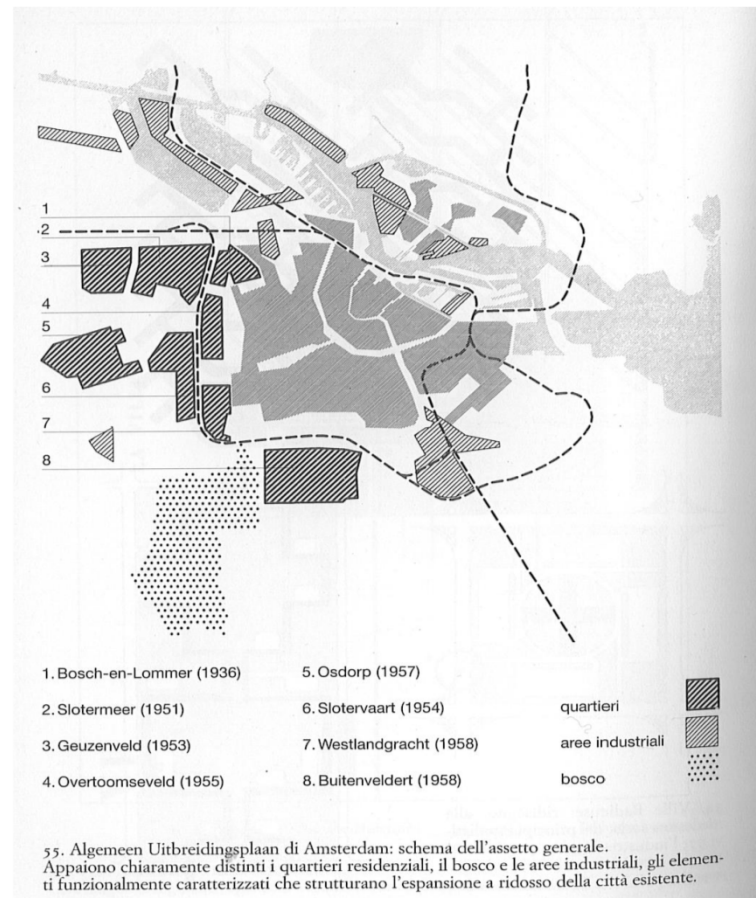 1
2
3
4
5
6
7
8
1. Bosch-en-Lommer (1936)
2. Slotermeer (1951)
3. Geuzenveld (1953)
4. Overtoomseveld (1955)
5. Osdorp (1957)
6. Slotervaart (1954)
7. Westlandgracht (1958)
8. Buitenveldert (1958)
quartieri
aree industriali
bosco
55. Algemeen Uitbreidingsplaan di Amsterdam: schema dell'assetto generale.
Appaiono chiaramente distinti i quartieri residenziali, il bosco e le aree industriali, gli elemen-
ti funzionalmente caratterizzati che strutturano l'espansione a ridosso della città esistente.